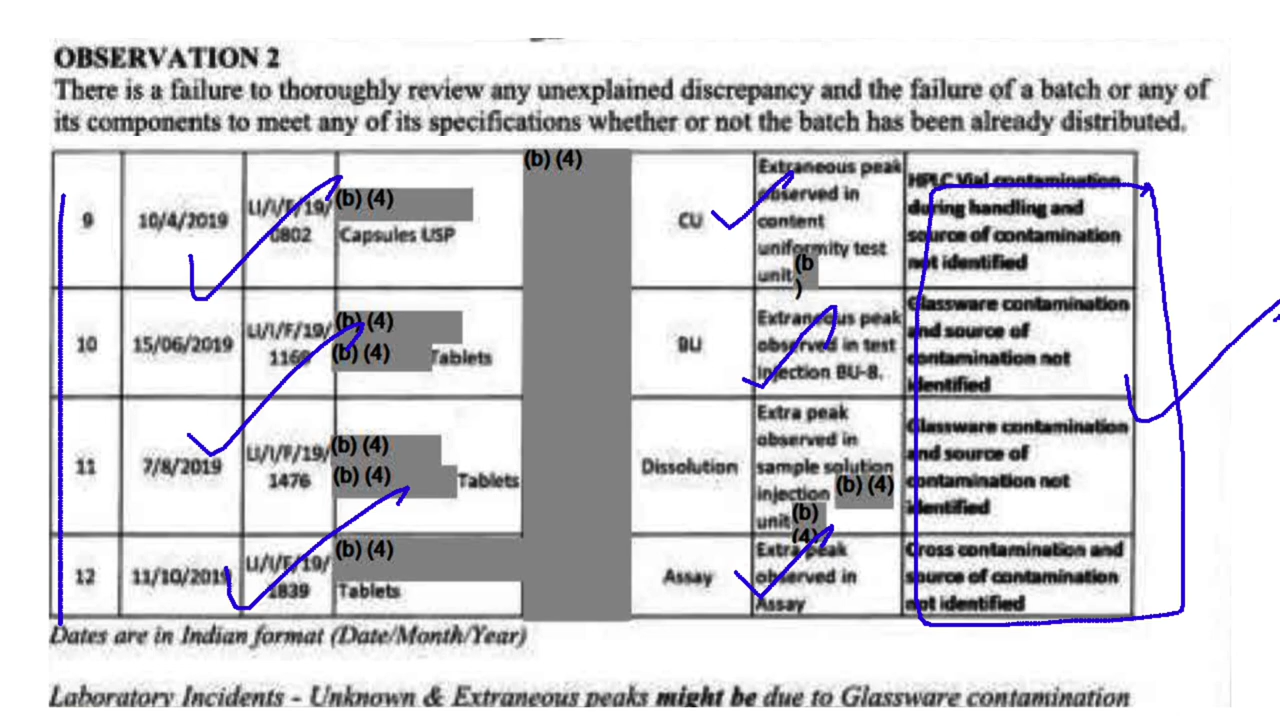 OBSERVATION 2
There is a failure to thoroughly review any unexplained discrepancy and the failure of a batch or any of
its components to meet any of its specifications whether or not the batch has been already distributed.
9
10/4/2019
LI/I/F/19/
0802
(b) (4)
Capsules USP
(b) (4)
CU
Extraneous peak
observed in
content
uniformity test
unit (b
)
HPLC Vial contamination
during handling and
source of contamination
not identified
10
15/06/2019
LI/I/F/19/
(b) (4)
(b) (4) Tablets
BU
Extraneous peak
observed in test
injection BU-8.
Glassware contamination
and source of
contamination not
identified
11
7/8/2019
LI/I/F/19/
1476
(b) (4)
(b) (4) Tablets
Dissolution
Extra peak
observed in
sample solution
injection (b) (4)
unit (b)
(4)
Glassware contamination
and source of
contamination not
identified
12
11/10/2019
LI/I/F/19/
1839
(b) (4)
Tablets
Assay
Extra peak
observed in
Assay
Cross contamination and
source of contamination
not identified
Dates are in Indian format (Date/Month/Year)
Laboratory Incidents - Unknown & Extraneous peaks might be due to Glassware contamination